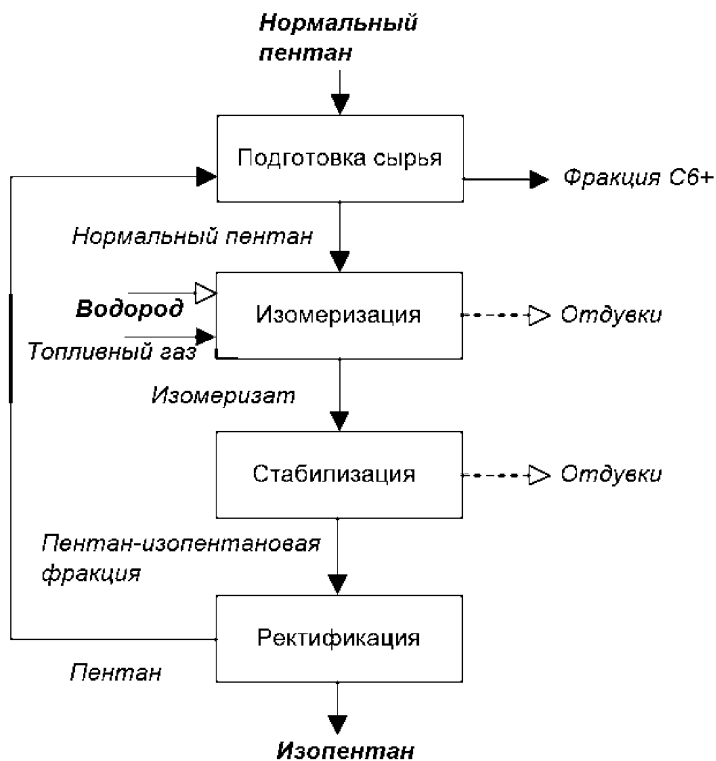 Нормальный
пентан
Подготовка сырья
Фракция С6+
Нормальный пентан
Водород
Изомеризация
Отдувки
Топливный газ
Изомеризат
Стабилизация
Отдувки
Пентан-изопентановая
фракция
Ректификация
Пентан
Изопентан